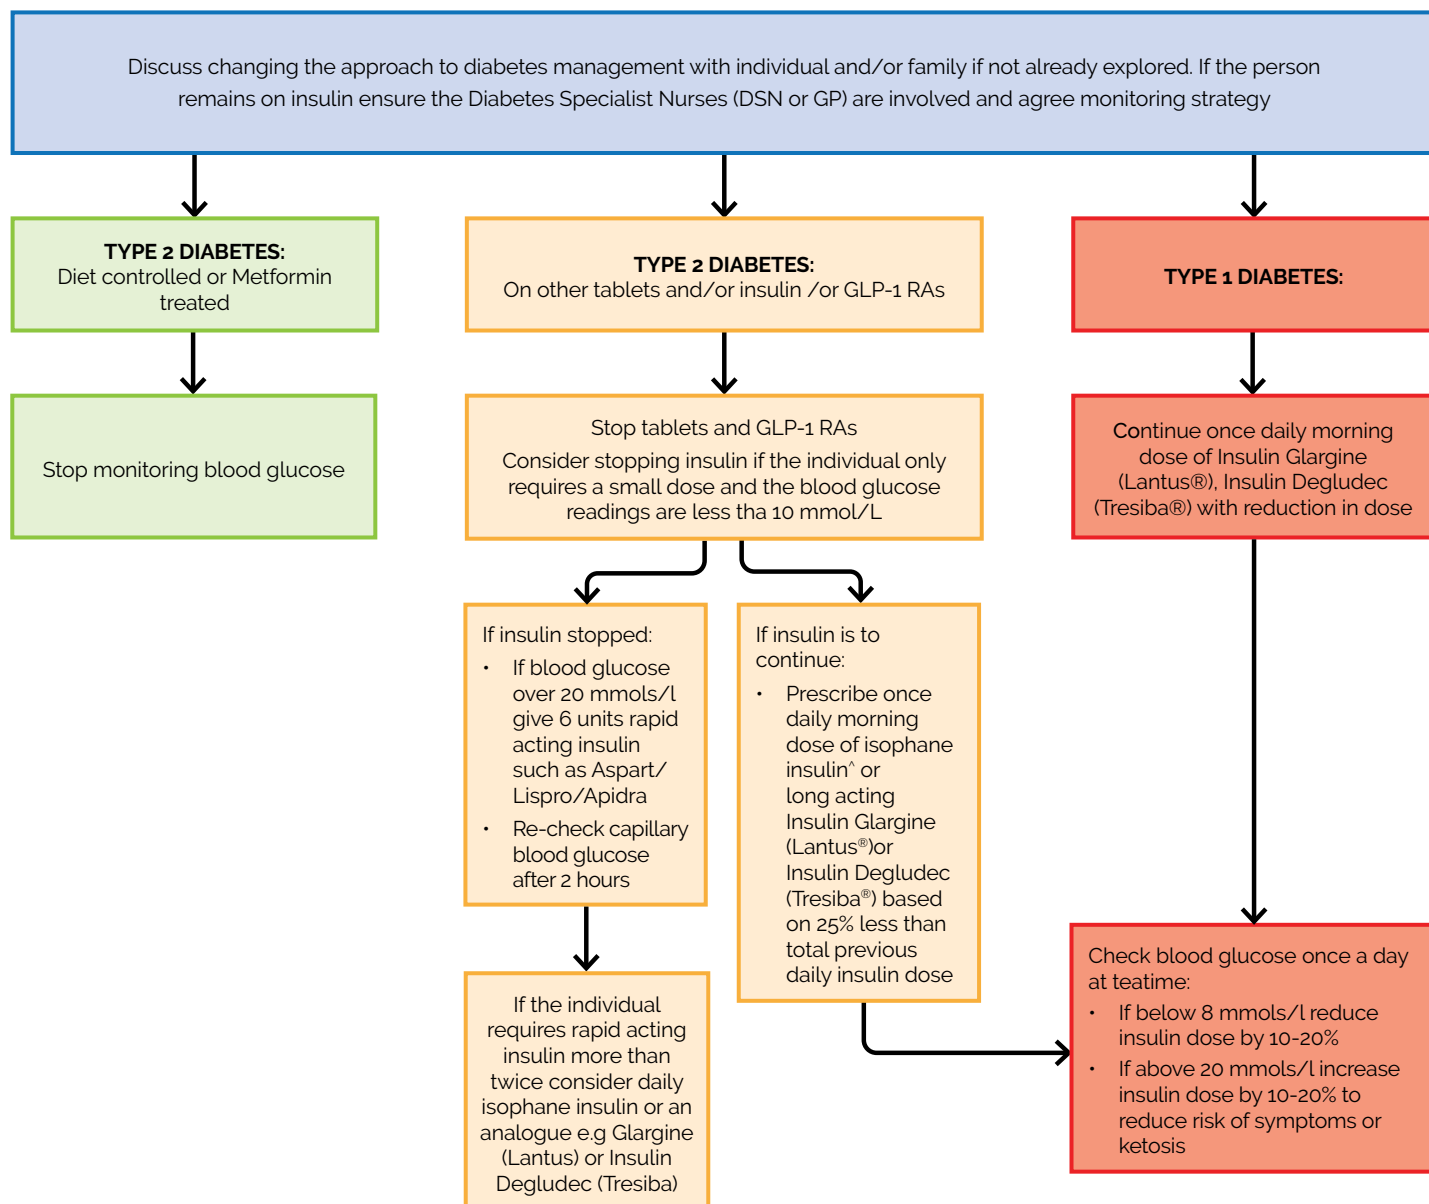 Discuss changing the approach to diabetes management with individual and/or family if not already explored. If the person
remains on insulin ensure the Diabetes Specialist Nurses (DSN or GP) are involved and agree monitoring strategy
TYPE 2 DIABETES:
Diet controlled or Metformin
treated
Stop monitoring blood glucose
TYPE 2 DIABETES:
On other tablets and/or insulin /or GLP-1 RAs
Stop tablets and GLP-1 RAs
Consider stopping insulin if the individual only
requires a small dose and the blood glucose
readings are less tha 10 mmol/L
If insulin stopped:
• If blood glucose
over 20 mmols/l
give 6 units rapid
acting insulin
such as Aspart/
Lispro/Apidra
• Re-check capillary
blood glucose
after 2 hours
If the individual
requires rapid acting
insulin more than
twice consider daily
isophane insulin or an
analogue e.g Glargine
(Lantus) or Insulin
Degludec (Tresiba)
If insulin is to
continue:
• Prescribe once
daily morning
dose of isophane
insulin^ or
long acting
Insulin Glargine
(Lantus®)or
Insulin Degludec
(Tresiba®) based
on 25% less than
total previous
daily insulin dose
TYPE 1 DIABETES:
Continue once daily morning
dose of Insulin Glargine
(Lantus®), Insulin Degludec
(Tresiba®) with reduction in dose
Check blood glucose once a day
at teatime:
• If below 8 mmols/l reduce
insulin dose by 10-20%
• If above 20 mmols/l increase
insulin dose by 10-20% to
reduce risk of symptoms or
ketosis